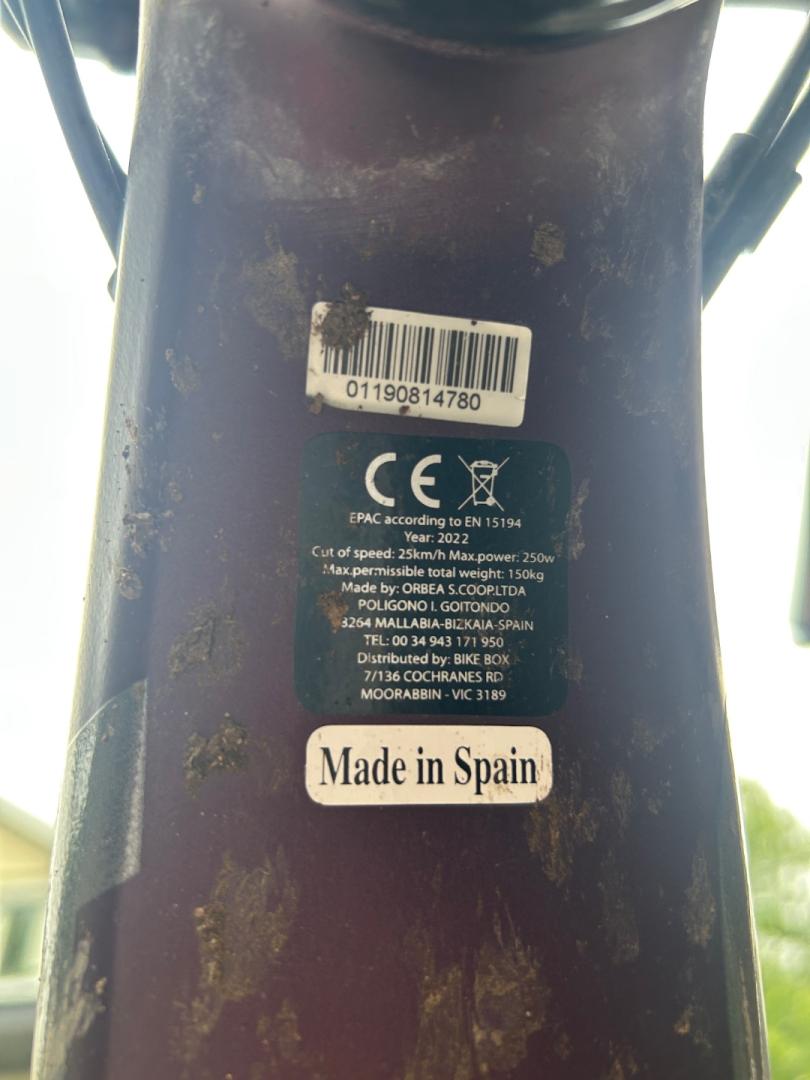 01190814780
CE
EPAC according to EN 15194
Year: 2022
Cut of speed: 25km/h Max.power: 250w
Max.permissible total weight: 150kg
Made by: ORBEA S.COOP.LTDA
POLIGONO I. GOITONDO
3264 MALLABIA-BIZKAIA-SPAIN
TEL: 00 34 943 171 950
Distributed by: BIKE BOX
7/136 COCHRANES RD
MOORABBIN - VIC 3189
Made in Spain